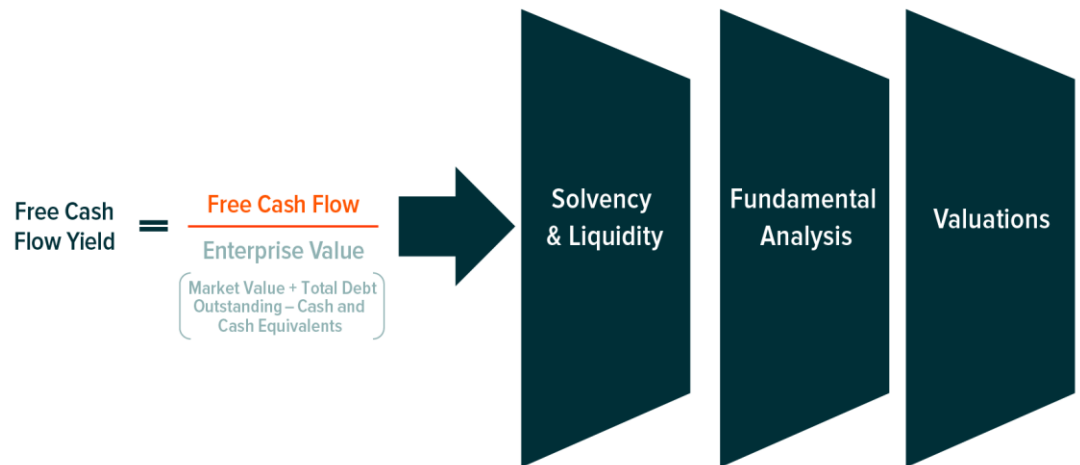 Free Cash
Flow Yield
=
Free Cash Flow
Enterprise Value
(Market Value + Total Debt
Outstanding – Cash and
Cash Equivalents)
Solvency
& Liquidity
Fundamental
Analysis
Valuations